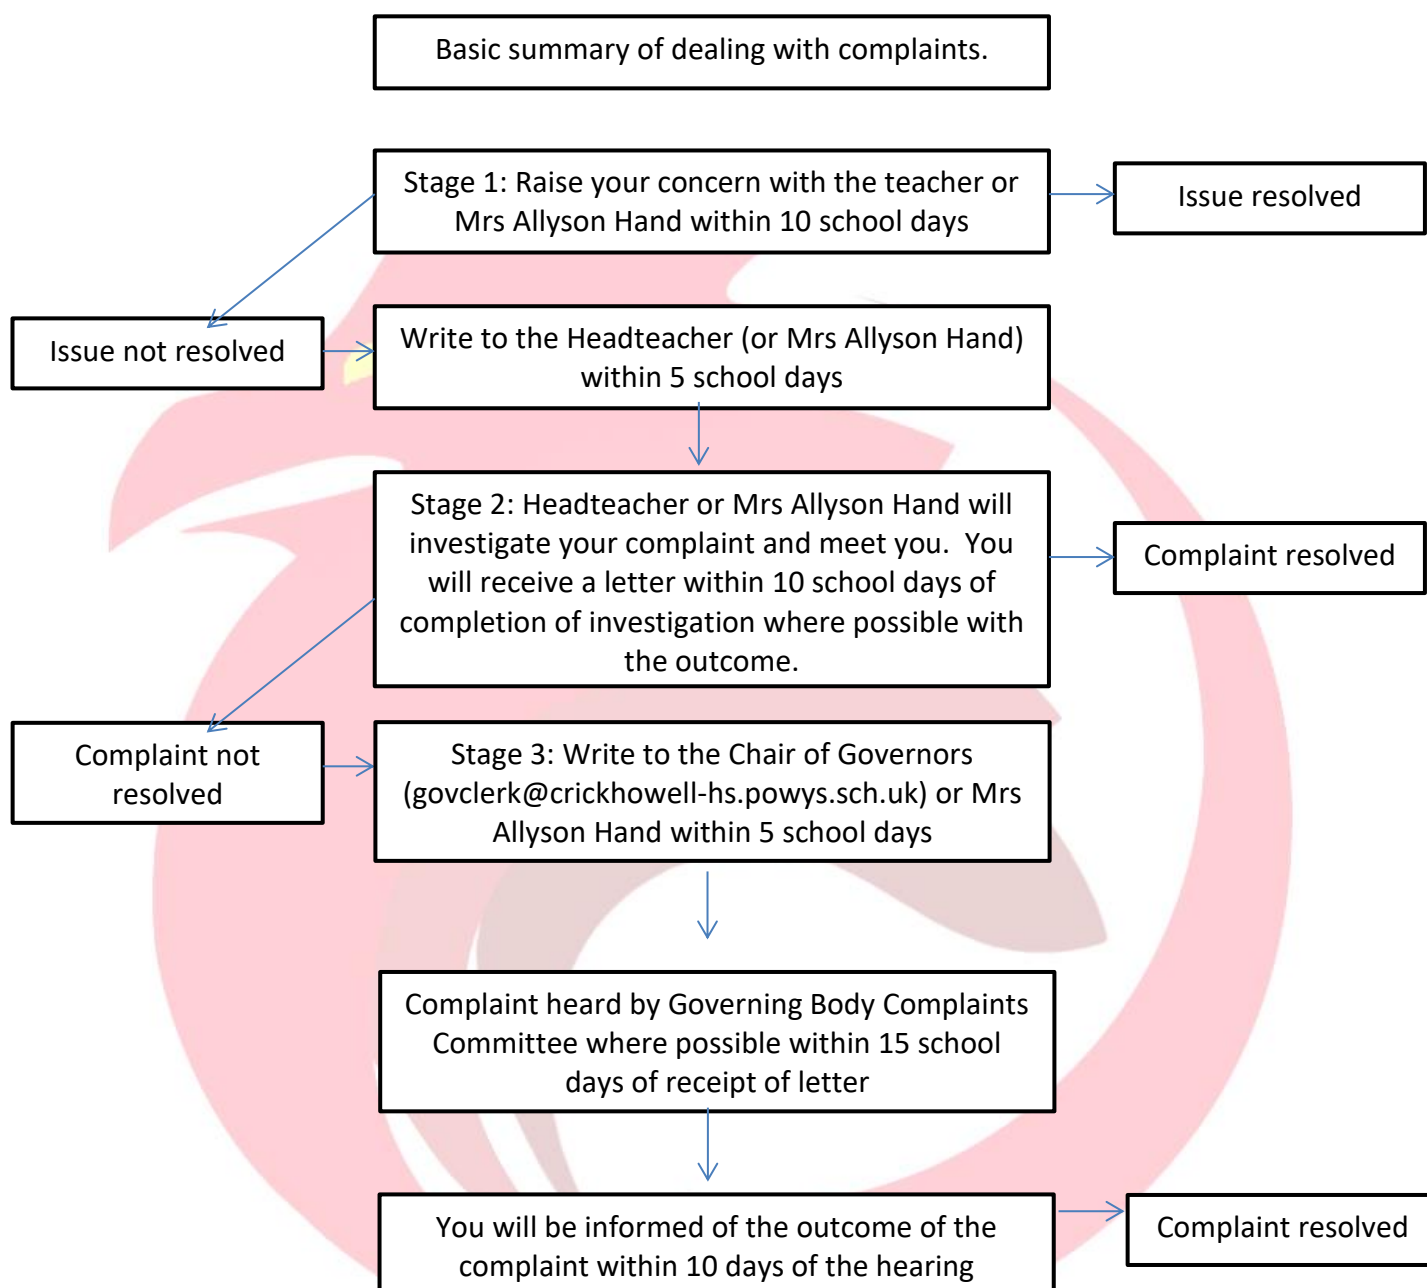 Basic summary of dealing with complaints.
Stage 1: Raise your concern with the teacher or
Mrs Allyson Hand within 10 school days
Issue resolved
Issue not resolved
Write to the Headteacher (or Mrs Allyson Hand)
within 5 school days
Stage 2: Headteacher or Mrs Allyson Hand will
investigate your complaint and meet you.  You
will receive a letter within 10 school days of
completion of investigation where possible with
the outcome.
Complaint resolved
Complaint not
resolved
Stage 3: Write to the Chair of Governors
(govclerk@crickhowell-hs.powys.sch.uk) or Mrs
Allyson Hand within 5 school days
Complaint heard by Governing Body Complaints
Committee where possible within 15 school
days of receipt of letter
You will be informed of the outcome of the
complaint within 10 days of the hearing
Complaint resolved